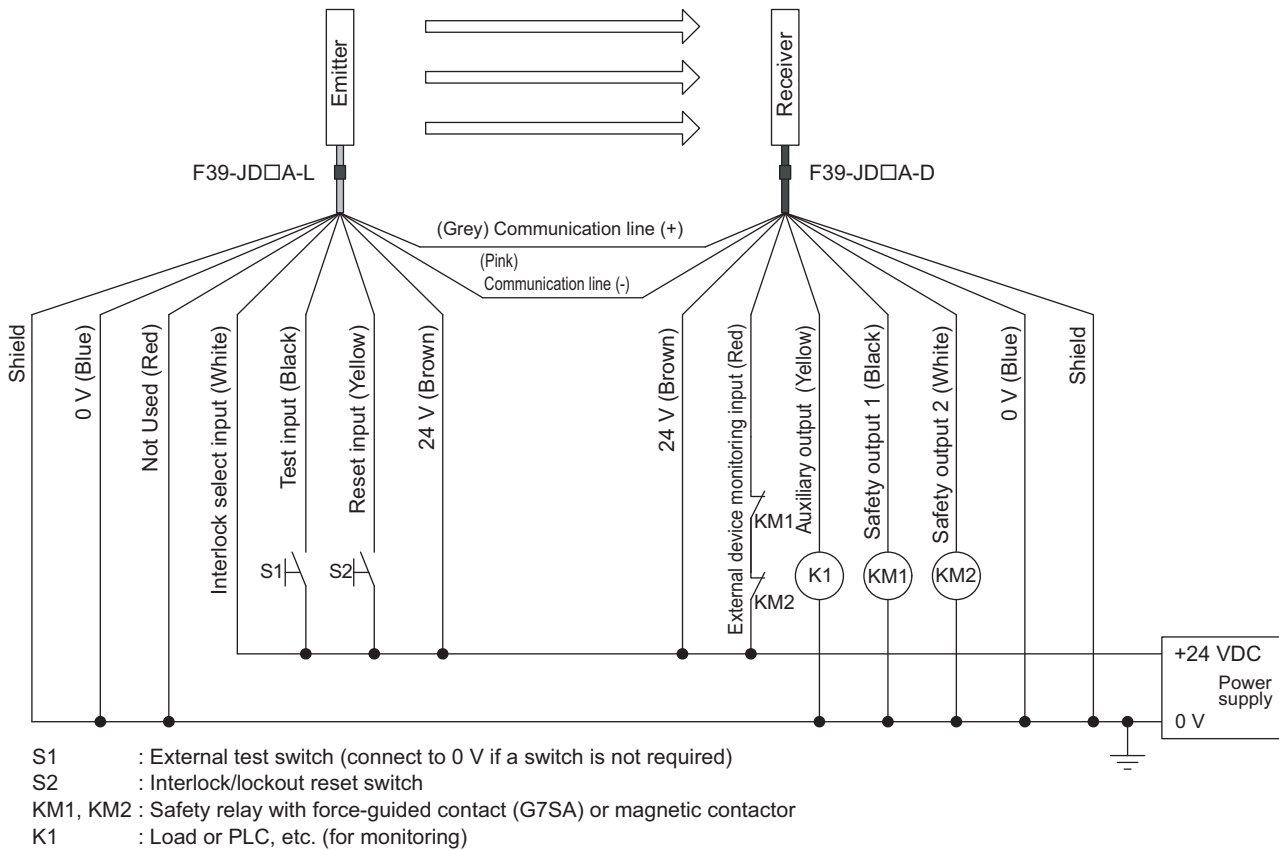 Emitter
Receiver
F39-JD□A-L
F39-JD□A-D
(Grey) Communication line (+)
(Pink)
Communication line (-)
Shield
0 V (Blue)
Not Used (Red)
Interlock select input (White)
Test input (Black)
Reset input (Yellow)
24 V (Brown)
24 V (Brown)
External device monitoring input (Red)
Auxiliary output (Yellow)
Safety output 1 (Black)
Safety output 2 (White)
0 V (Blue)
Shield
S1
S2
KM1
KM2
K1
KM1
KM2
+24 VDC
Power
supply
0 V
S1 : External test switch (connect to 0 V if a switch is not required)
S2 : Interlock/lockout reset switch
KM1, KM2 : Safety relay with force-guided contact (G7SA) or magnetic contactor
K1 : Load or PLC, etc. (for monitoring)